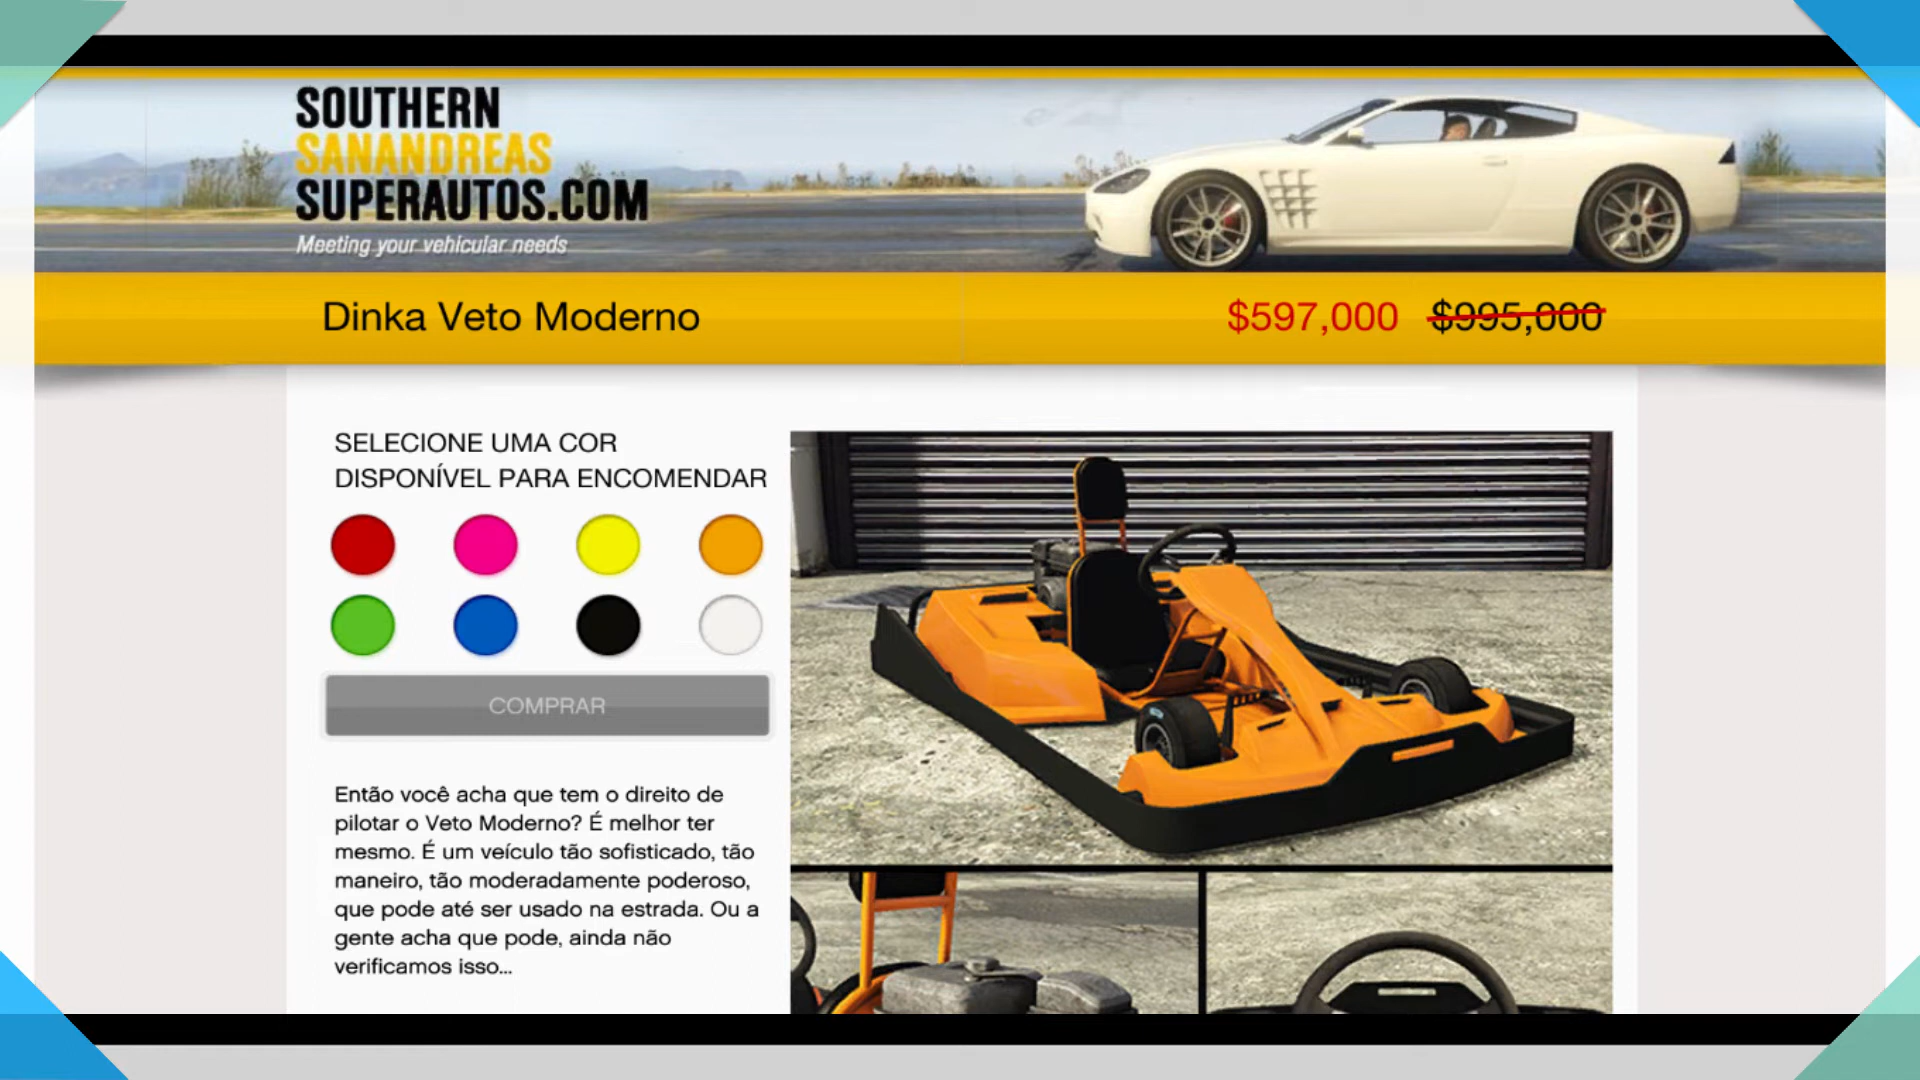 SOUTHERN
SANANDREAS
SUPERAUTOS.COM
Meeting your vehicular needs
Dinka Veto Moderno
$597,000 $995,000
SELECIONE UMA COR
DISPONÍVEL PARA ENCOMENDAR
COMPRAR
Então você acha que tem o direito de
pilotar o Veto Moderno? É melhor ter
mesmo. É um veículo tão sofisticado, tão
maneiro, tão moderadamente poderoso,
que pode até ser usado na estrada. Ou a
gente acha que pode, ainda não
verificamos isso...